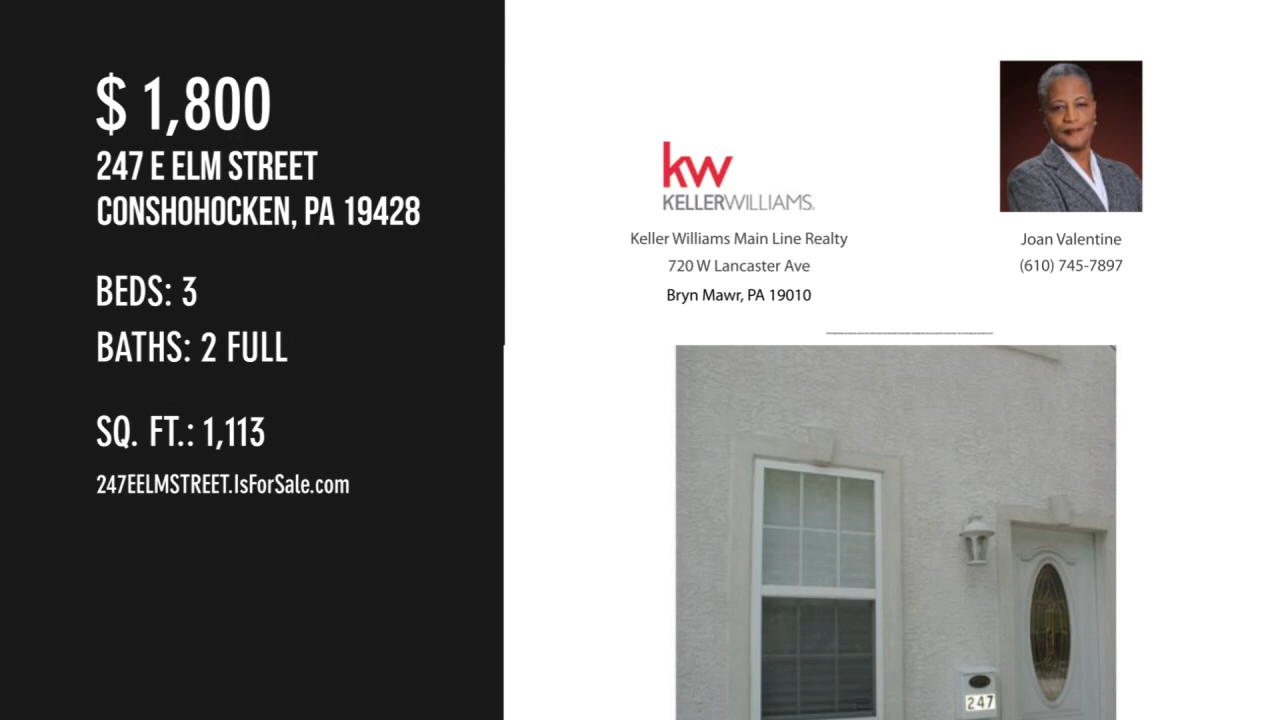 $ 1,800
247 E ELM STREET
CONSHOHOCKEN, PA 19428
BEDS: 3
BATHS: 2 FULL
SQ. FT.: 1,113
247EELMSTREET.IsForSale.com
kw
KELLERWILLIAMS.
Keller Williams Main Line Realty
720 W Lancaster Ave
Bryn Mawr, PA 19010
Joan Valentine
(610) 745-7897
247